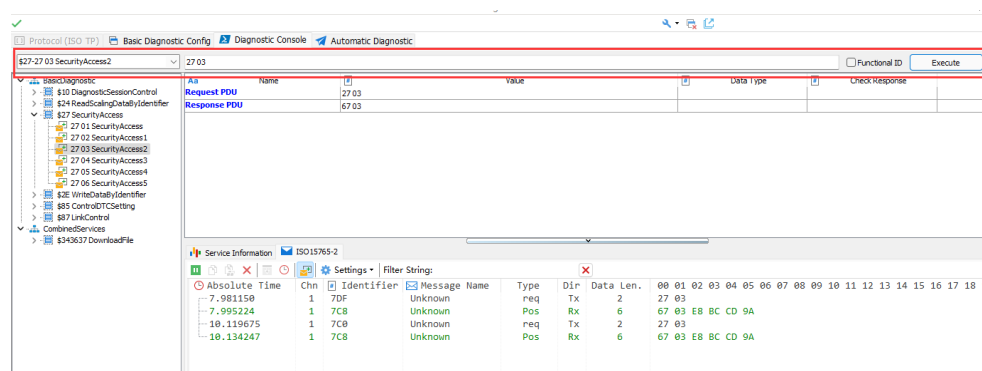 Protocol (ISO TP) Basic Diagnostic Config Diagnostic Console Automatic Diagnostic
$27-27 03 SecurityAccess2 27 03 Functional ID Execute
BasicDiagnostic
$10 DiagnosticSessionControl
$24 ReadScalingDataByIdentifier
$27 SecurityAccess
27 01 SecurityAccess
27 02 SecurityAccess1
27 03 SecurityAccess2
27 04 SecurityAccess3
27 05 SecurityAccess4
27 06 SecurityAccess5
$2E WriteDataByIdentifier
$85 ControlDTCSetting
$87 LinkControl
CombinedServices
$343637 DownloadFile
Aa Name # Value # Data Type # Check Response
Request PDU 27 03
Response PDU 67 03
Service Information ISO15765-2
Settings Filter String:
Absolute Time Chn # Identifier Message Name Type Dir Data Len. 00 01 02 03 04 05 06 07 08 09 10 11 12 13 14 15 16 17 18
7.981150 1 7DF Unknown req Tx 2 27 03
7.995224 1 7C8 Unknown Pos Rx 6 67 03 E8 BC CD 9A
10.119675 1 7C0 Unknown req Tx 2 27 03
10.134247 1 7C8 Unknown Pos Rx 6 67 03 E8 BC CD 9A